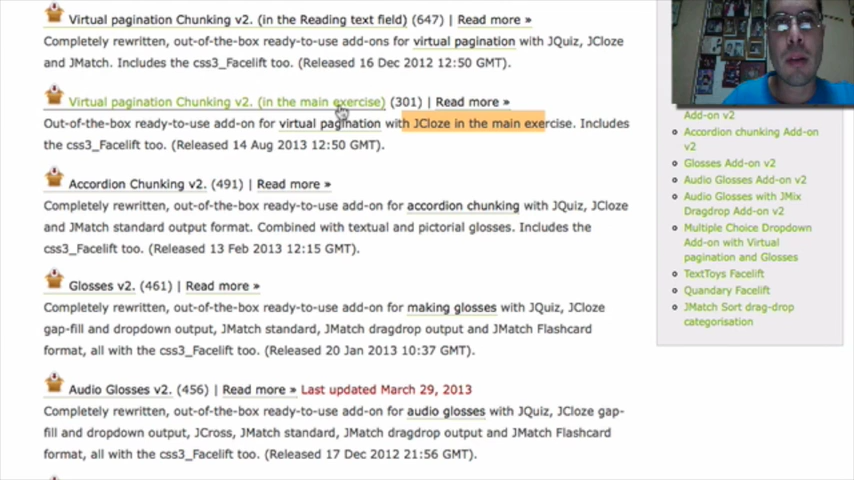 Virtual pagination Chunking v2. (in the Reading text field) (647) | Read more »
Completely rewritten, out-of-the-box ready-to-use add-ons for virtual pagination with JQuiz, JCloze
and JMatch. Includes the css3_Facelift too. (Released 16 Dec 2012 12:50 GMT).
Virtual pagination Chunking v2. (in the main exercise) (301) | Read more »
Out-of-the-box ready-to-use add-on for virtual pagination with JCloze in the main exercise. Includes
the css3_Facelift too. (Released 14 Aug 2013 12:50 GMT).
Accordion Chunking v2. (491) | Read more »
Completely rewritten, out-of-the-box ready-to-use add-on for accordion chunking with JQuiz, JCloze
and JMatch standard output format. Combined with textual and pictorial glosses. Includes the
css3_Facelift too. (Released 13 Feb 2013 12:15 GMT).
Glosses v2. (461) | Read more »
Completely rewritten, out-of-the-box ready-to-use add-on for making glosses with JQuiz, JCloze
gap-fill and dropdown output, JMatch standard, JMatch dragdrop output and JMatch Flashcard
format, all with the css3_Facelift too. (Released 20 Jan 2013 10:37 GMT).
Audio Glosses v2. (456) | Read more » Last updated March 29, 2013
Completely rewritten, out-of-the-box ready-to-use add-on for audio glosses with JQuiz, JCloze gap-
fill and dropdown output, JCross, JMatch standard, JMatch dragdrop output and JMatch Flashcard
format, all with the css3_Facelift too. (Released 17 Dec 2012 21:56 GMT).
Add-on v2
Accordion chunking Add-on
v2
Glosses Add-on v2
Audio Glosses Add-on v2
Audio Glosses with JMix
Dragdrop Add-on v2
Multiple Choice Dropdown
Add-on with Virtual
pagination and Glosses
TextToys Facelift
Quandary Facelift
JMatch Sort drag-drop
categorisation